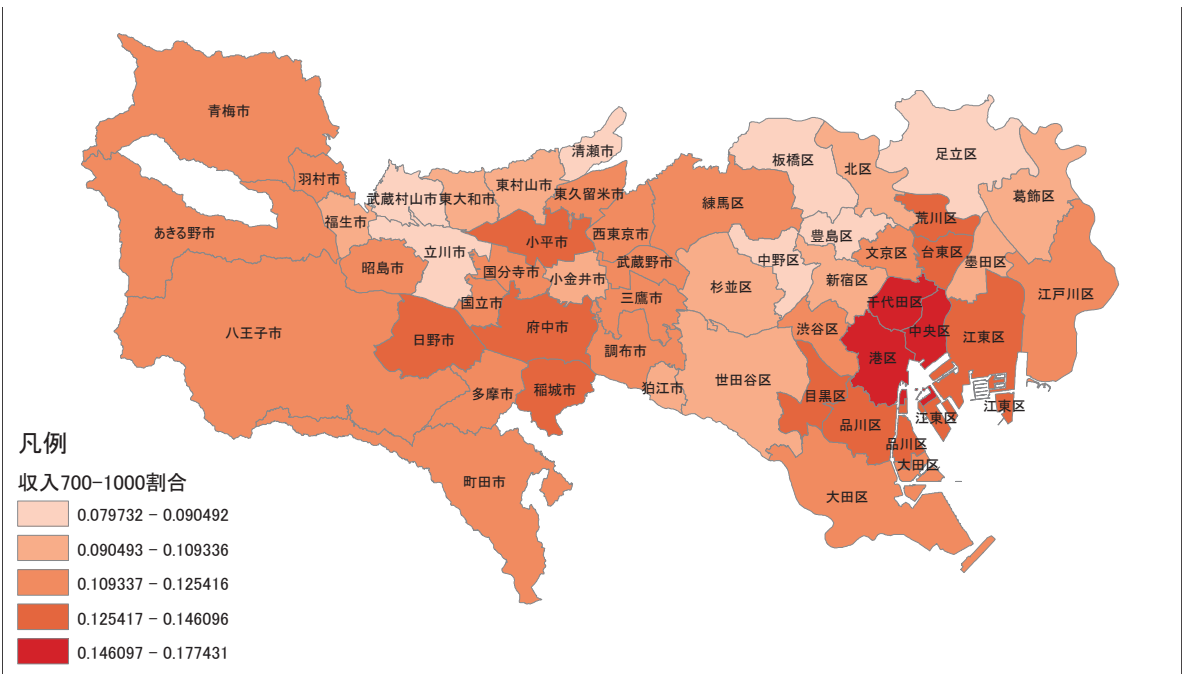 青梅市
足立区
清瀬市
板橋区
北区
羽村市
東村山市
東久留米市
武蔵村山市
東大和市
練馬区
葛飾区
荒川区
福生市
あきる野市
小平市
西東京市
豊島区
立川市
文京区
台東区
中野区
墨田区
昭島市
国分寺市
小金井市
武蔵野市
新宿区
杉並区
江戸川区
国立市
三鷹市
千代田区
八王子市
日野市
府中市
渋谷区
中央区
江東区
調布市
港区
多摩市
稲城市
狛江市
世田谷区
目黒区
江東区
江東区
品川区
品川区
大田区
町田市
大田区
凡例
収入700-1000割合
0.079732 - 0.090492
0.090493 - 0.109336
0.109337 - 0.125416
0.125417 - 0.146096
0.146097 - 0.177431